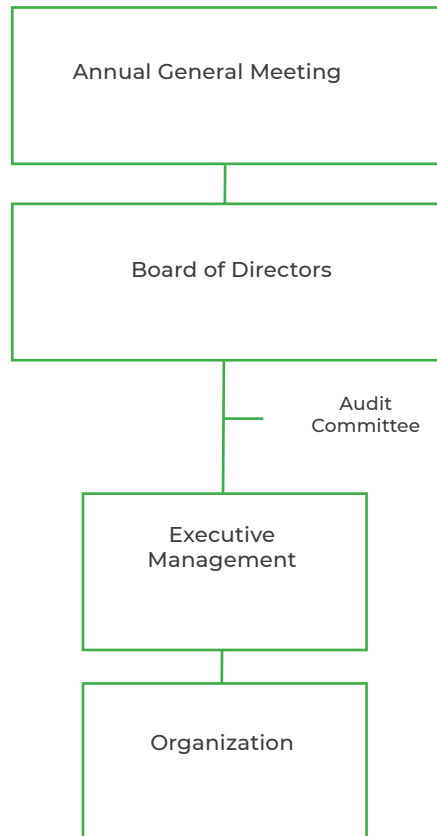 Annual General Meeting
Board of Directors
Audit
Committee
Executive
Management
Organization